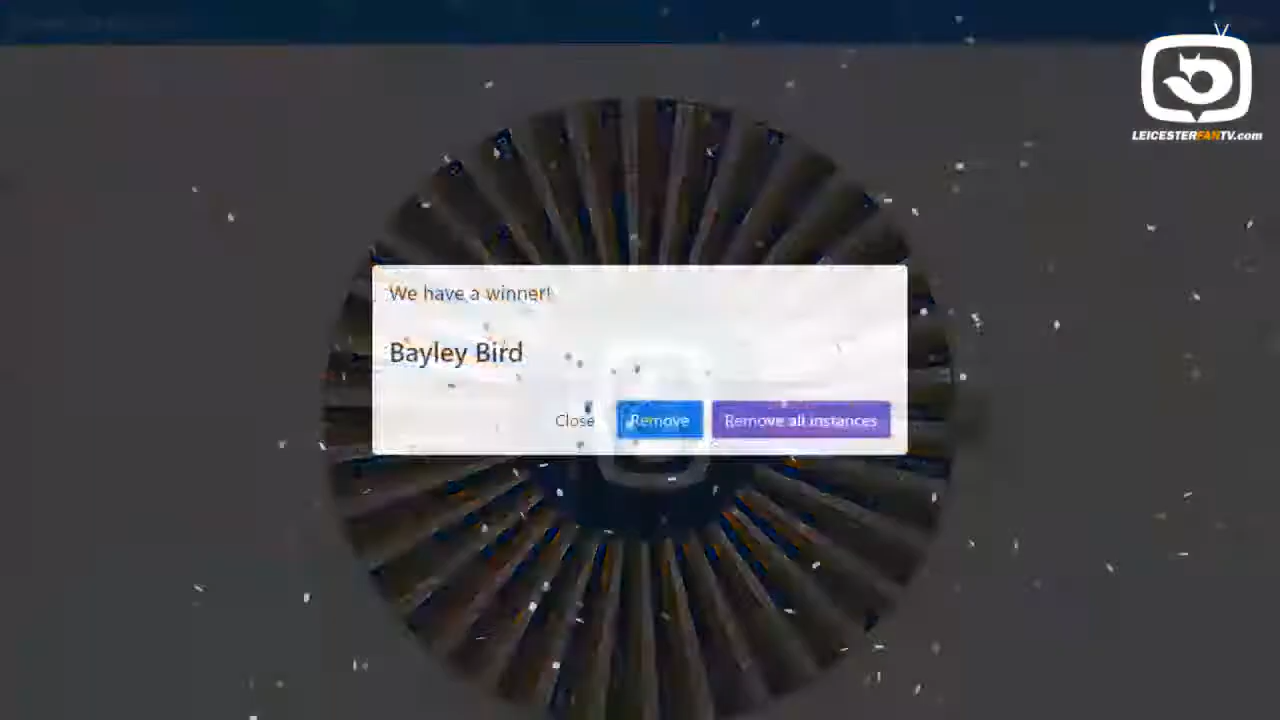 LEICESTERFANTV.com
We have a winner!
Bayley Bird
Close
Remove
Remove all instances